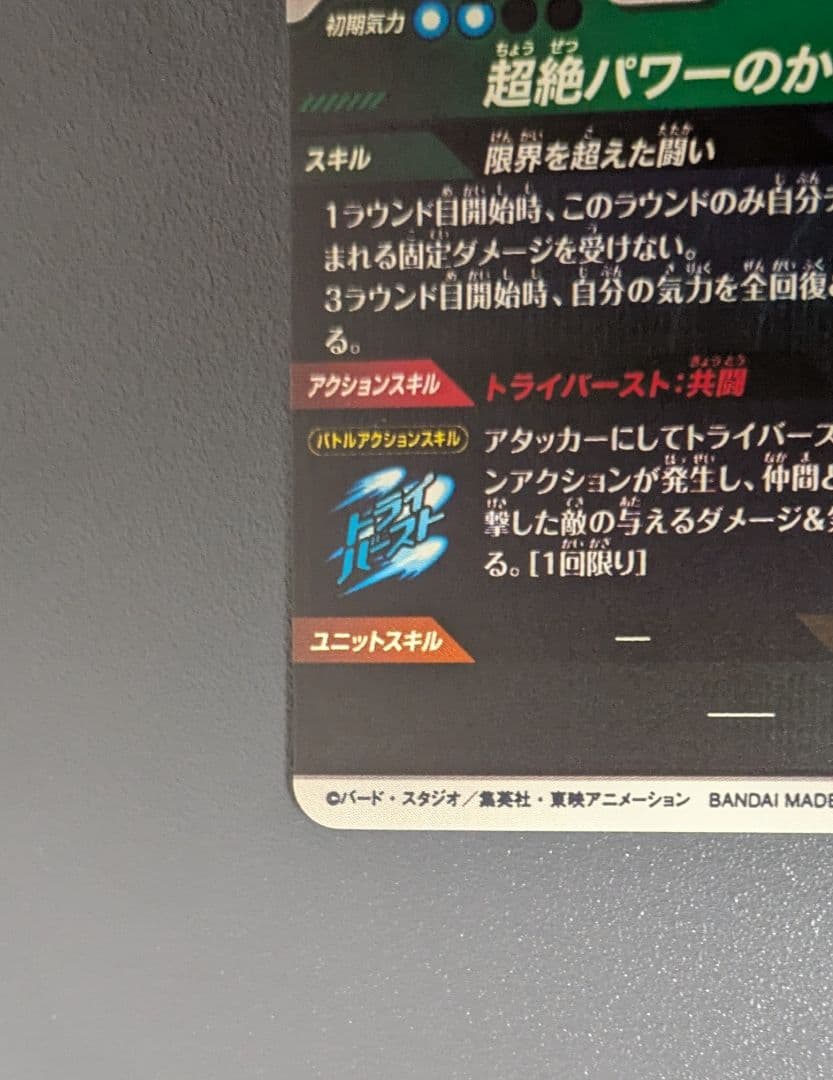 初期気力
超絶パワーのか
スキル
限界を超えた闘い
1ラウンド目開始時、このラウンドのみ自分
まれる固定ダメージを受けない。
3ラウンド目開始時、自分の気力を全回復
る。
アクションスキル
トライバースト:共闘
バトルアクションスキル
アタッカーにしてトライバース
ンアクションが発生し、仲間と
撃した敵の与えるダメージ&
る。[1回限り]
トライ
バースト
ユニットスキル
—
—
©バード・スタジオ／集英社・東映アニメーション BANDAI MADE